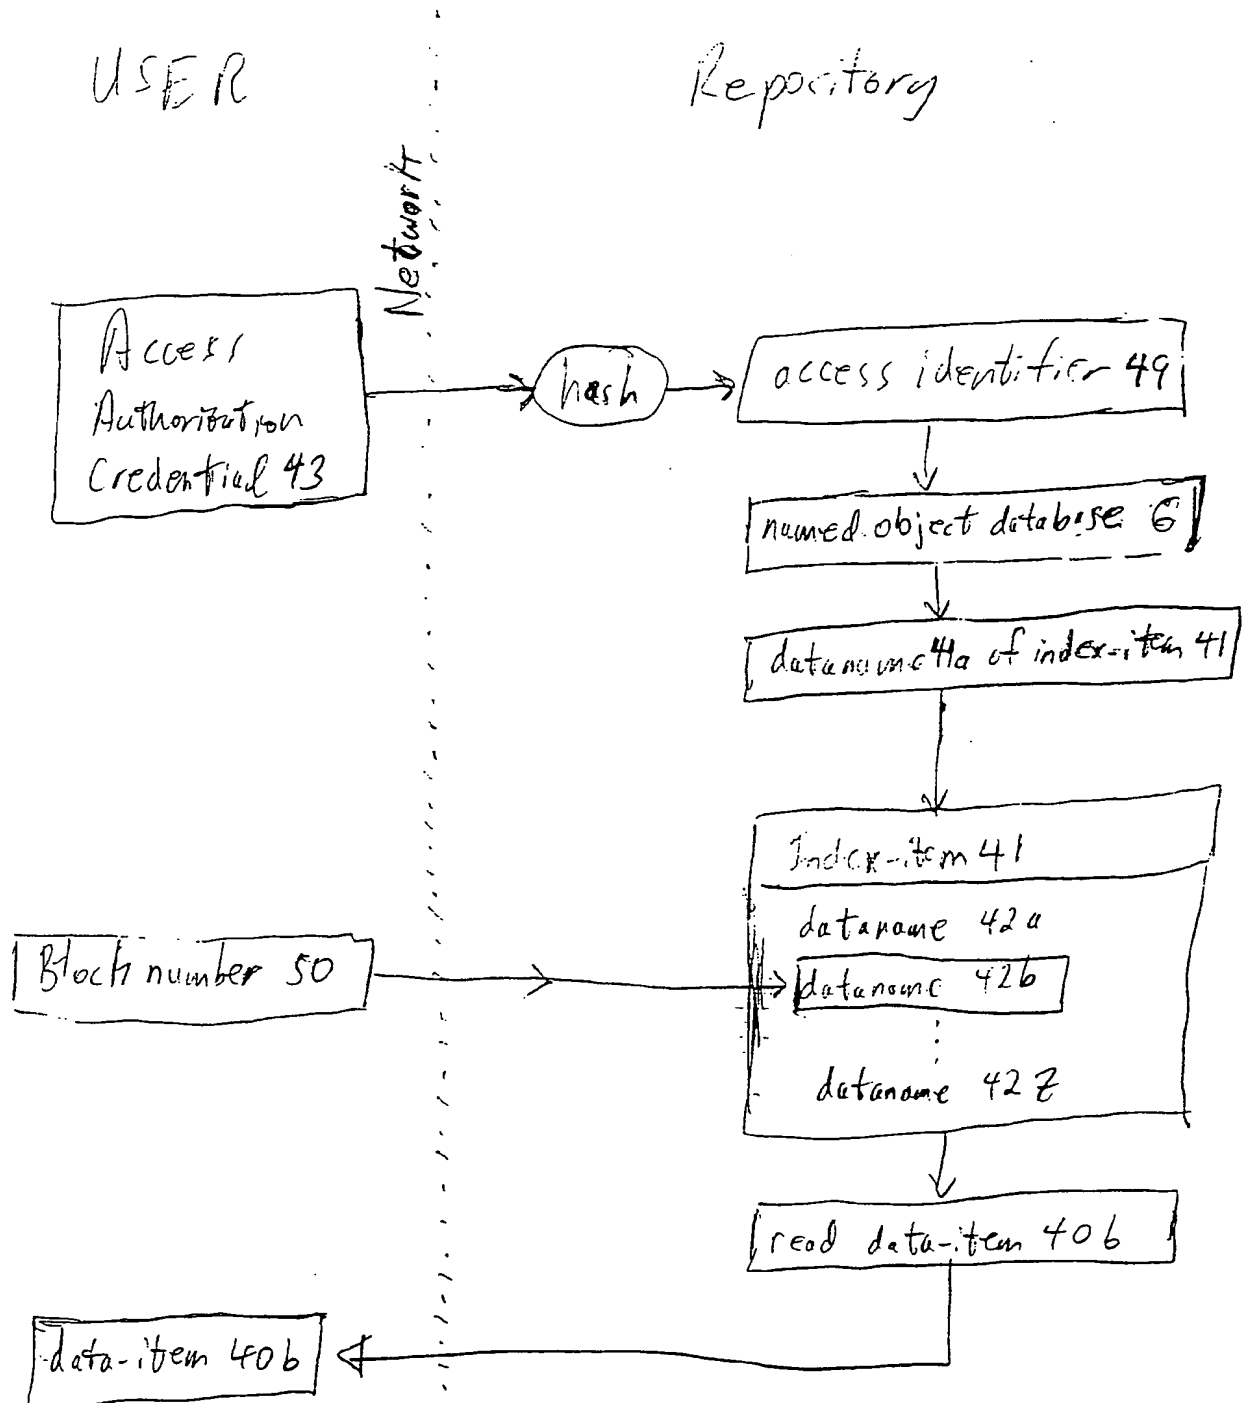 USER
Repository
Network
Access
Authorization
Credential 43
hash
access identifier 49
named object database 6
dataname 41a of index-item 41
Index-item 41
dataname 42a
Block number 50
dataname 42b
dataname 42z
read data-item 40b
data-item 40b